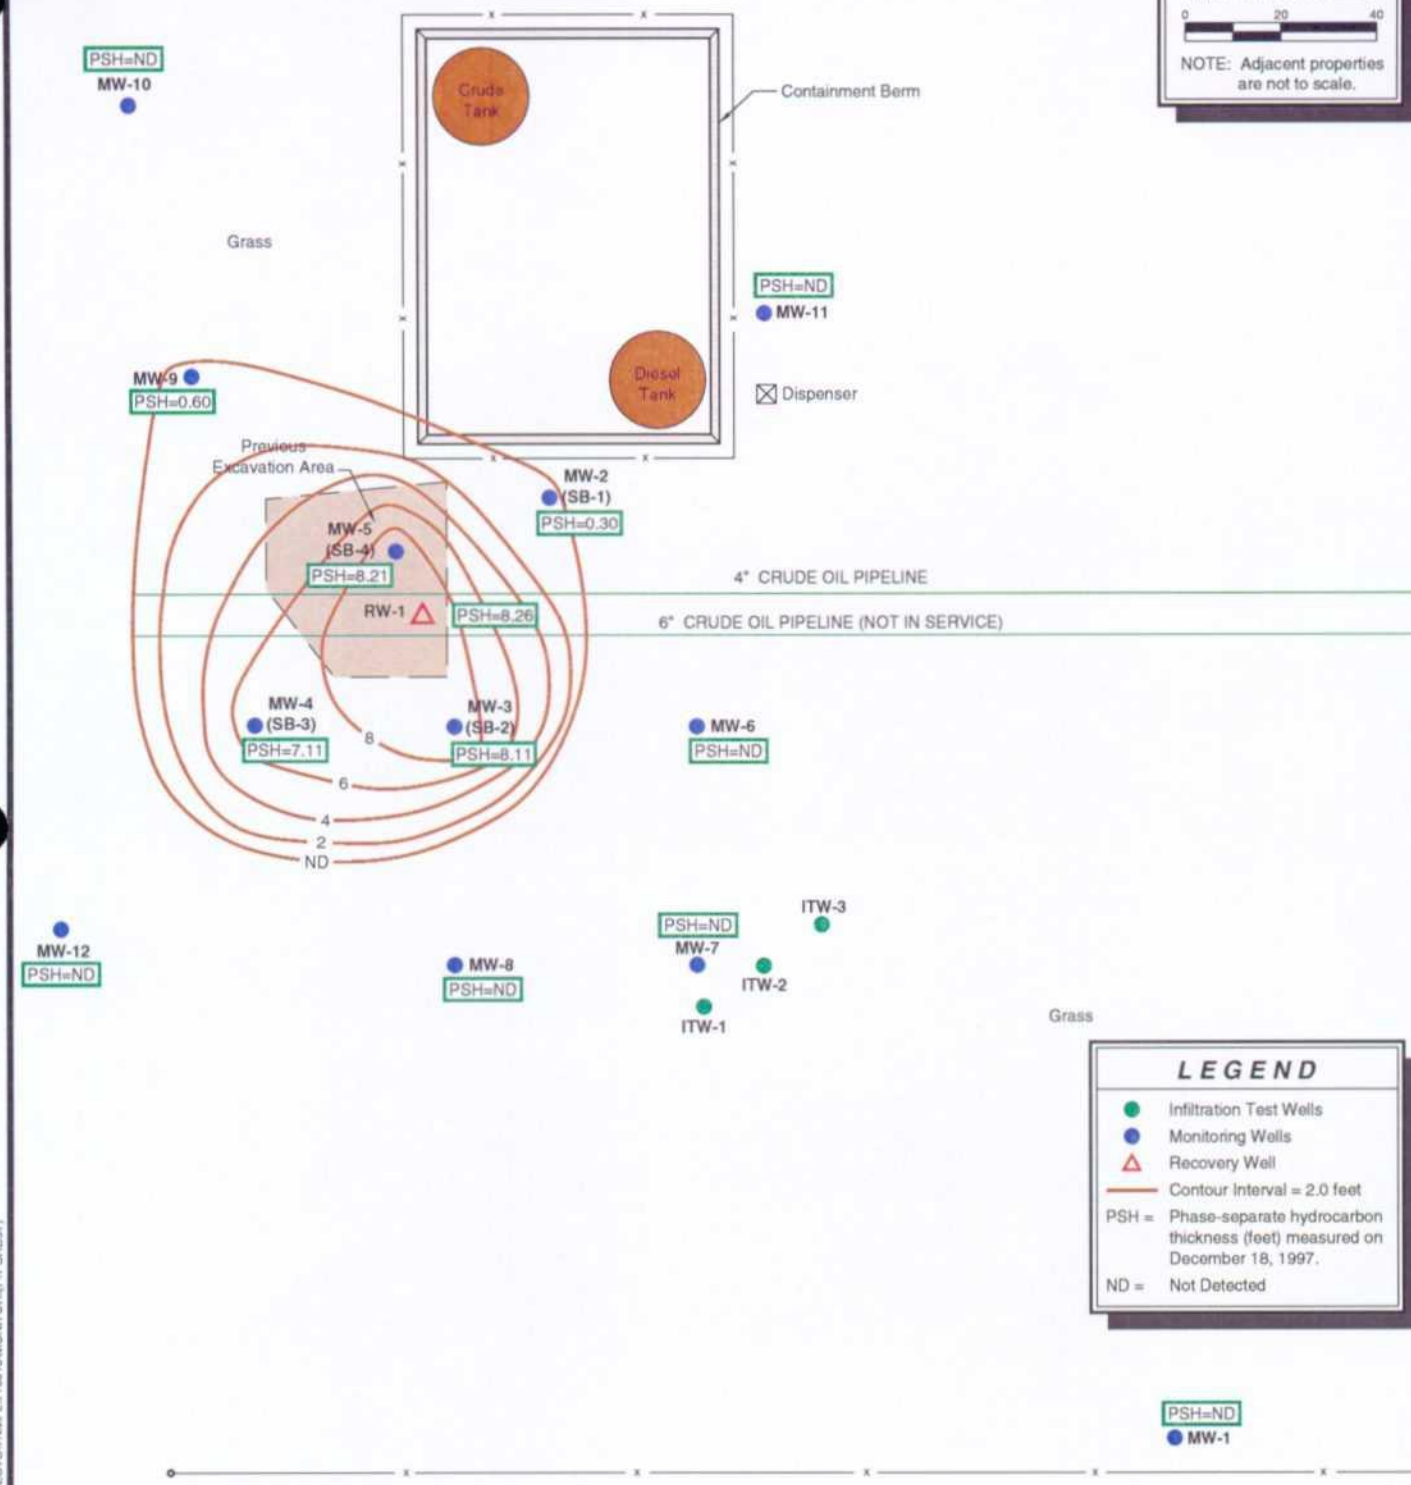 0 20 40
NOTE: Adjacent properties
are not to scale.
PSH=ND
MW-10
Crude
Tank
Containment Berm
Grass
PSH=ND
MW-11
Diesel
Tank
Dispenser
MW-9
PSH=0.60
Previous
Excavation Area
MW-2
(SB-1)
PSH=0.30
MW-5
(SB-4)
PSH=8.21
4" CRUDE OIL PIPELINE
RW-1
PSH=8.26
6" CRUDE OIL PIPELINE (NOT IN SERVICE)
MW-4
(SB-3)
PSH=7.11
MW-3
(SB-2)
PSH=8.11
MW-6
PSH=ND
8
6
4
2
ND
MW-12
PSH=ND
MW-8
PSH=ND
PSH=ND
MW-7
ITW-3
ITW-2
ITW-1
Grass
LEGEND
Infiltration Test Wells
Monitoring Wells
Recovery Well
Contour Interval = 2.0 feet
PSH = Phase-separate hydrocarbon
thickness (feet) measured on
December 18, 1997.
ND = Not Detected
PSH=ND
MW-1